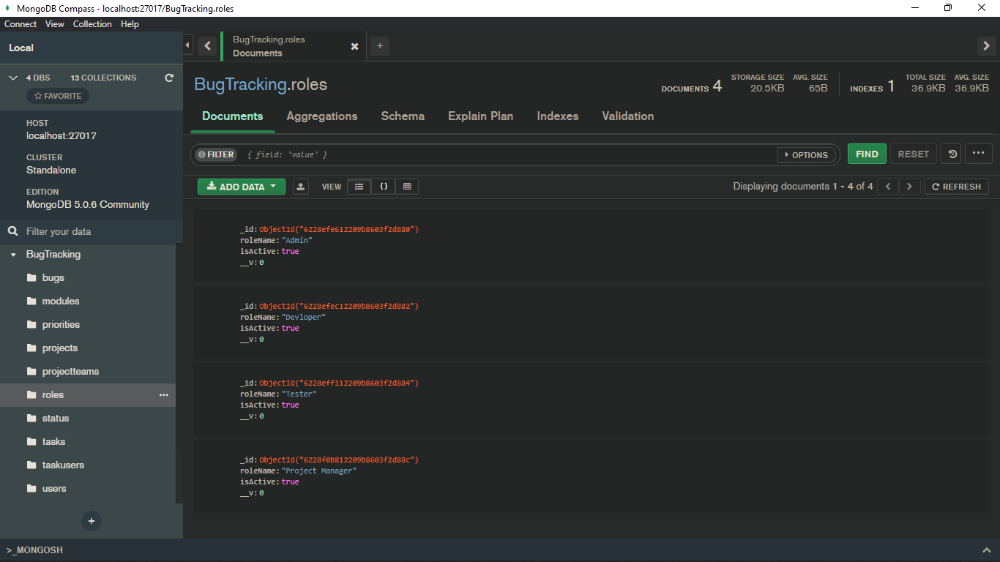 MongoDB Compass - localhost:27017/BugTracking.roles
Connect View Collection Help
Local
4 DBS 13 COLLECTIONS
FAVORITE
HOST
localhost:27017
CLUSTER
Standalone
EDITION
MongoDB 5.0.6 Community
Filter your data
BugTracking
bugs
modules
priorities
projects
projectteams
roles
status
tasks
taskusers
users
+
BugTracking.roles
Documents
+
BugTracking.roles
DOCUMENTS 4
STORAGE SIZE
20.5KB
AVG. SIZE
65B
INDEXES 1
TOTAL SIZE
36.9KB
AVG. SIZE
36.9KB
Documents Aggregations Schema Explain Plan Indexes Validation
FILTER { field: 'value' } OPTIONS FIND RESET
ADD DATA VIEW {} Displaying documents 1 - 4 of 4 REFRESH
_id: ObjectId("6228efe612209b8603f2d880")
roleName: "Admin"
isActive: true
__v: 0
_id: ObjectId("6228efec12209b8603f2d882")
roleName: "Devloper"
isActive: true
__v: 0
_id: ObjectId("6228eff112209b8603f2d884")
roleName: "Tester"
isActive: true
__v: 0
_id: ObjectId("6228f0b812209b8603f2d88c")
roleName: "Project Manager"
isActive: true
__v: 0
>_MONGOSH